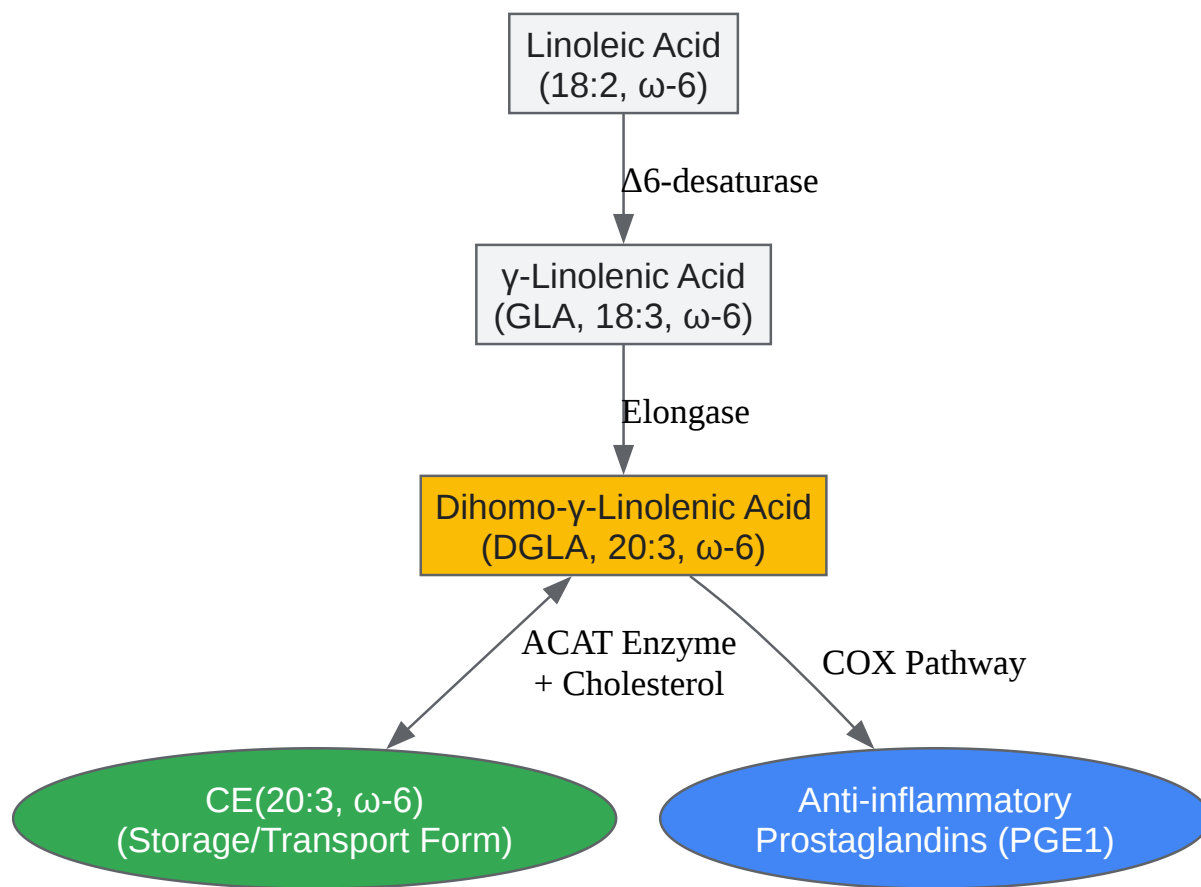 Linoleic Acid
(18:2, ω-6)
Δ6-desaturase
γ-Linolenic Acid
(GLA, 18:3, ω-6)
Elongase
Dihomo-γ-Linolenic Acid
(DGLA, 20:3, ω-6)
ACAT Enzyme
+ Cholesterol
COX Pathway
CE(20:3, ω-6)
(Storage/Transport Form)
Anti-inflammatory
Prostaglandins (PGE1)